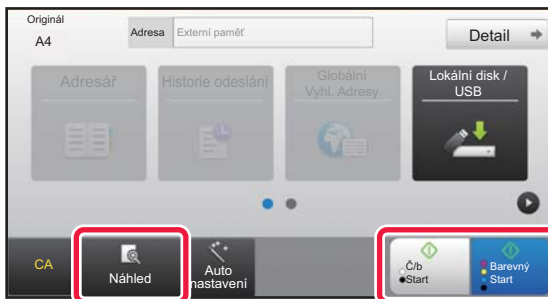 Originál
A4
Adresa
Externí paměť
Detail
Adresář
Historie odeslání
Globální
Vyhl. Adresy
Lokální disk /
USB
CA
Náhled
Auto
nastavení
Č/b
Start
Barevný
Start